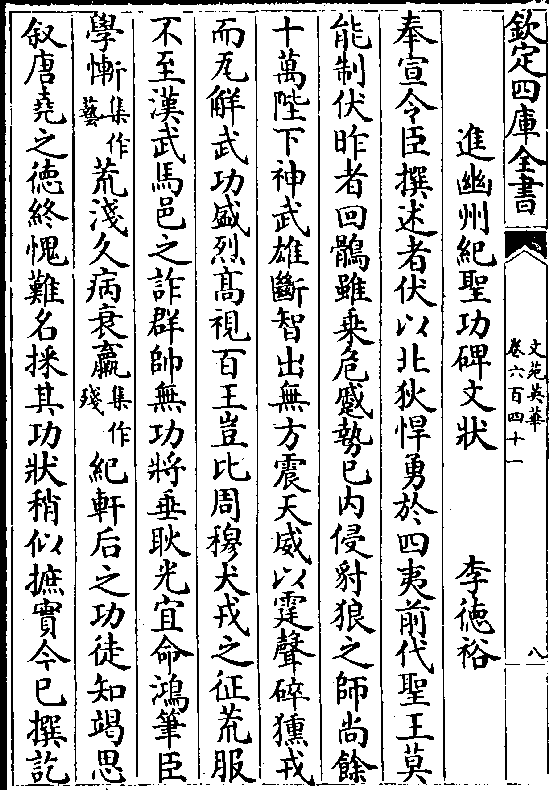 欽定四庫全書
文苑英華
卷六百四十一
八
進幽州紀聖功碑文狀　李德裕
奉宣令臣撰述者伏以北狄悍勇於四夷前代聖王莫
能制伏昨者回鶻雖乗危蹙勢已内侵豺狼之師尚餘
十萬陛下神武雄斷智出無方震天威以霆聲碎獯戎
而瓦解武功盛烈髙視百王豈比周穆犬戎之征荒服
不至漢武馬邑之詐群帥無功將垂耿光宜命鴻筆臣
學慚集作藝荒淺久病衰羸集作殘紀軒后之功徒知竭思
叙唐堯之徳終愧難名採其功狀稍似摭實今已撰訖